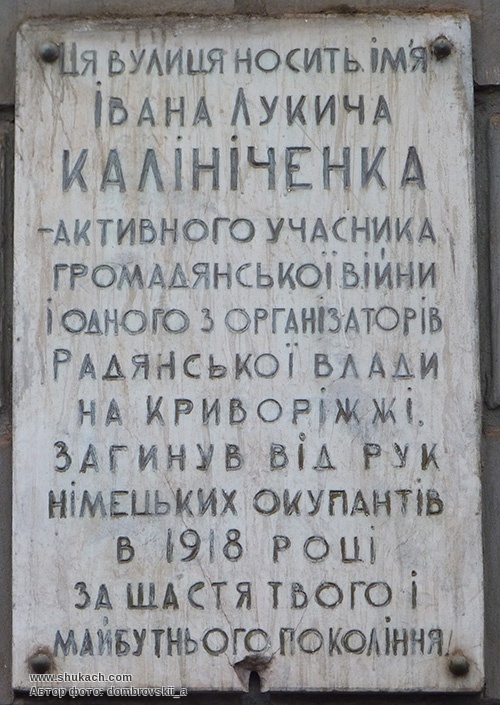 Ця вулиця носить ім'я
Івана Лукича
Калініченка
-активного учасника
громадянської війни
і одного з організаторів
Радянської влади
на Криворіжжі.
Загинув від рук
німецьких окупантів
в 1918 році
за щастя твого і
майбутнього покоління!
www.shukach.com
Автор фото: dombrovskii_a